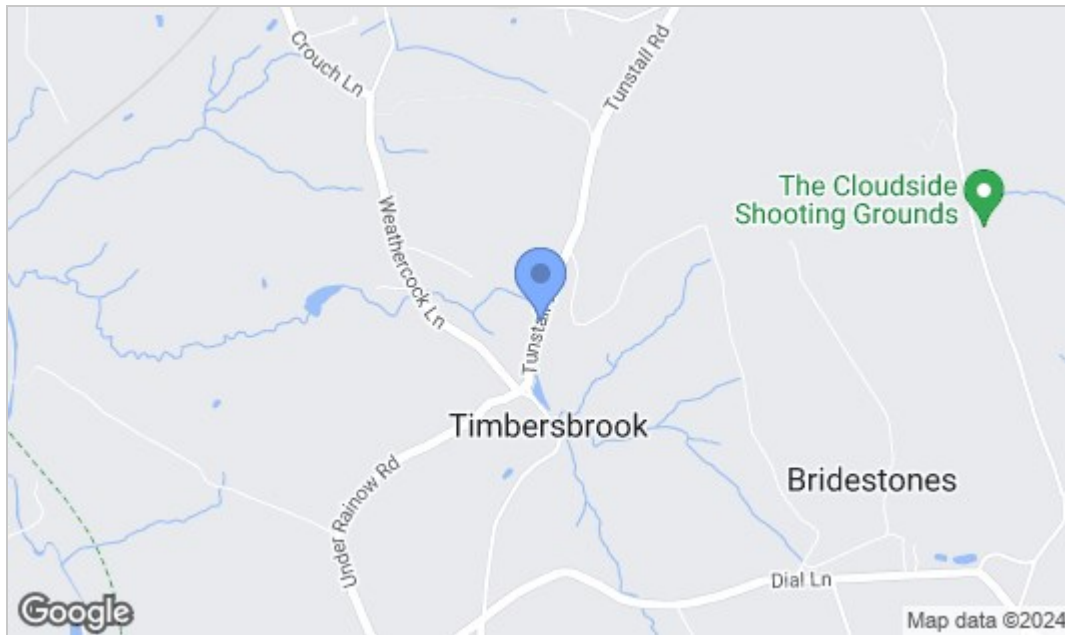 Crouch Ln
Tunstall Rd
The Cloudside
Shooting Grounds
Weathercock Ln
Tunstall
Timbersbrook
Under Rainow Rd
Bridestones
Dial Ln
Google
Map data ©2024